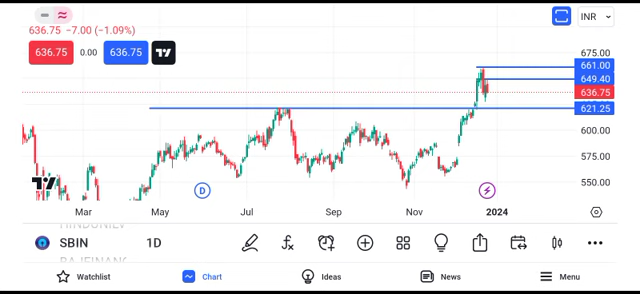 INR
636.75 −7.00 (−1.09%)
636.75 0.00 636.75
675.00
661.00
649.40
636.75
621.25
600.00
575.00
550.00
D
Mar May Jul Sep Nov 2024
SBIN 1D
Watchlist Chart Ideas News Menu